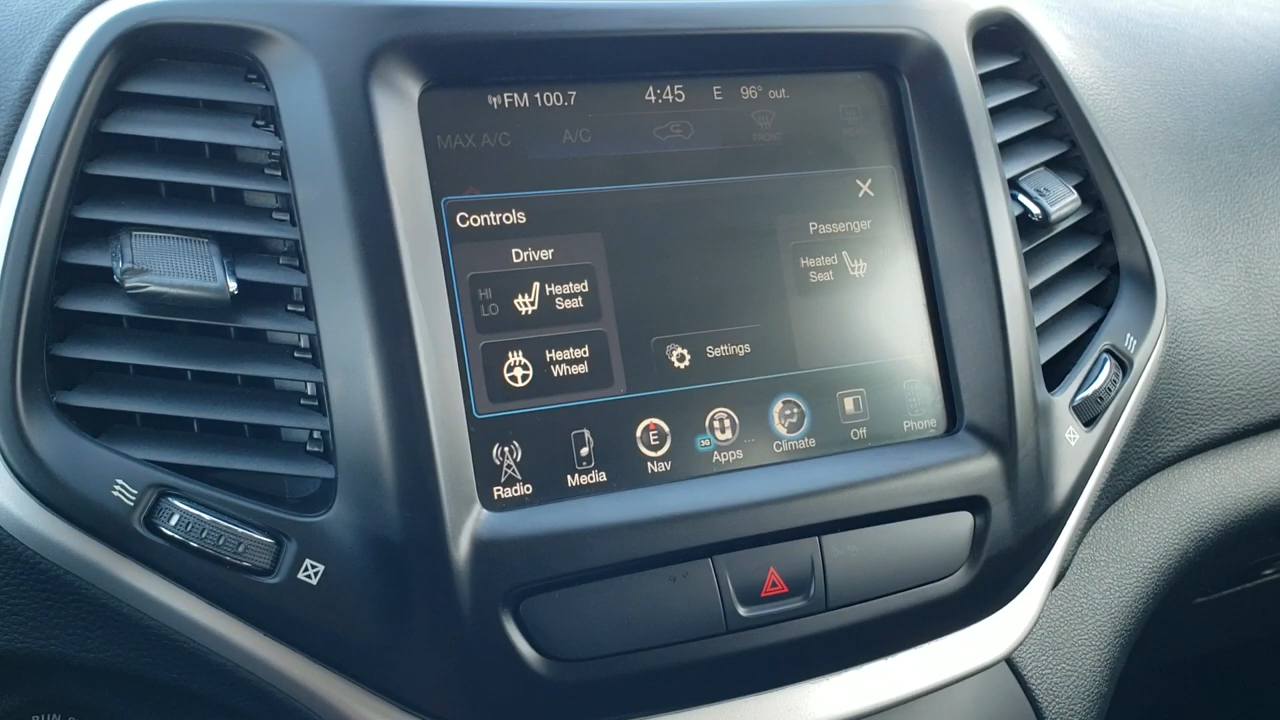 FM 100.7 4:45 E 96° out.
MAX A/C A/C FRONT REAR
Controls
Driver
Passenger
HI
LO
Heated
Seat
Heated
Seat
Heated
Wheel
Settings
E
3G
Radio Media Nav Apps ... Climate Off Phone
RUN